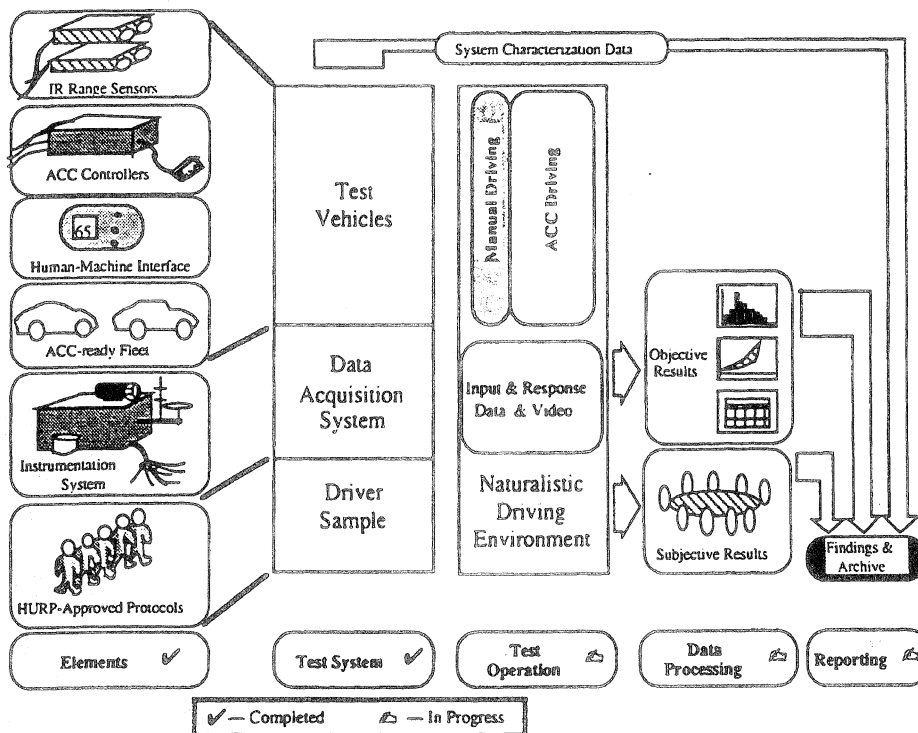 System Characterization Data
IR Range Sensors
ACC Controllers
65
Human-Machine Interface
ACC-ready Fleet
Instrumentation
System
HURP-Approved Protocols
Test
Vehicles
Data
Acquisition
System
Driver
Sample
Manual Driving
ACC Driving
Input & Response
Data & Video
Naturalistic
Driving
Environment
Objective
Results
Subjective Results
Findings &
Archive
Elements ✓
Test System ✓
Test
Operation ✍
Data
Processing ✍
Reporting ✍
✓ — Completed ✍ — In Progress